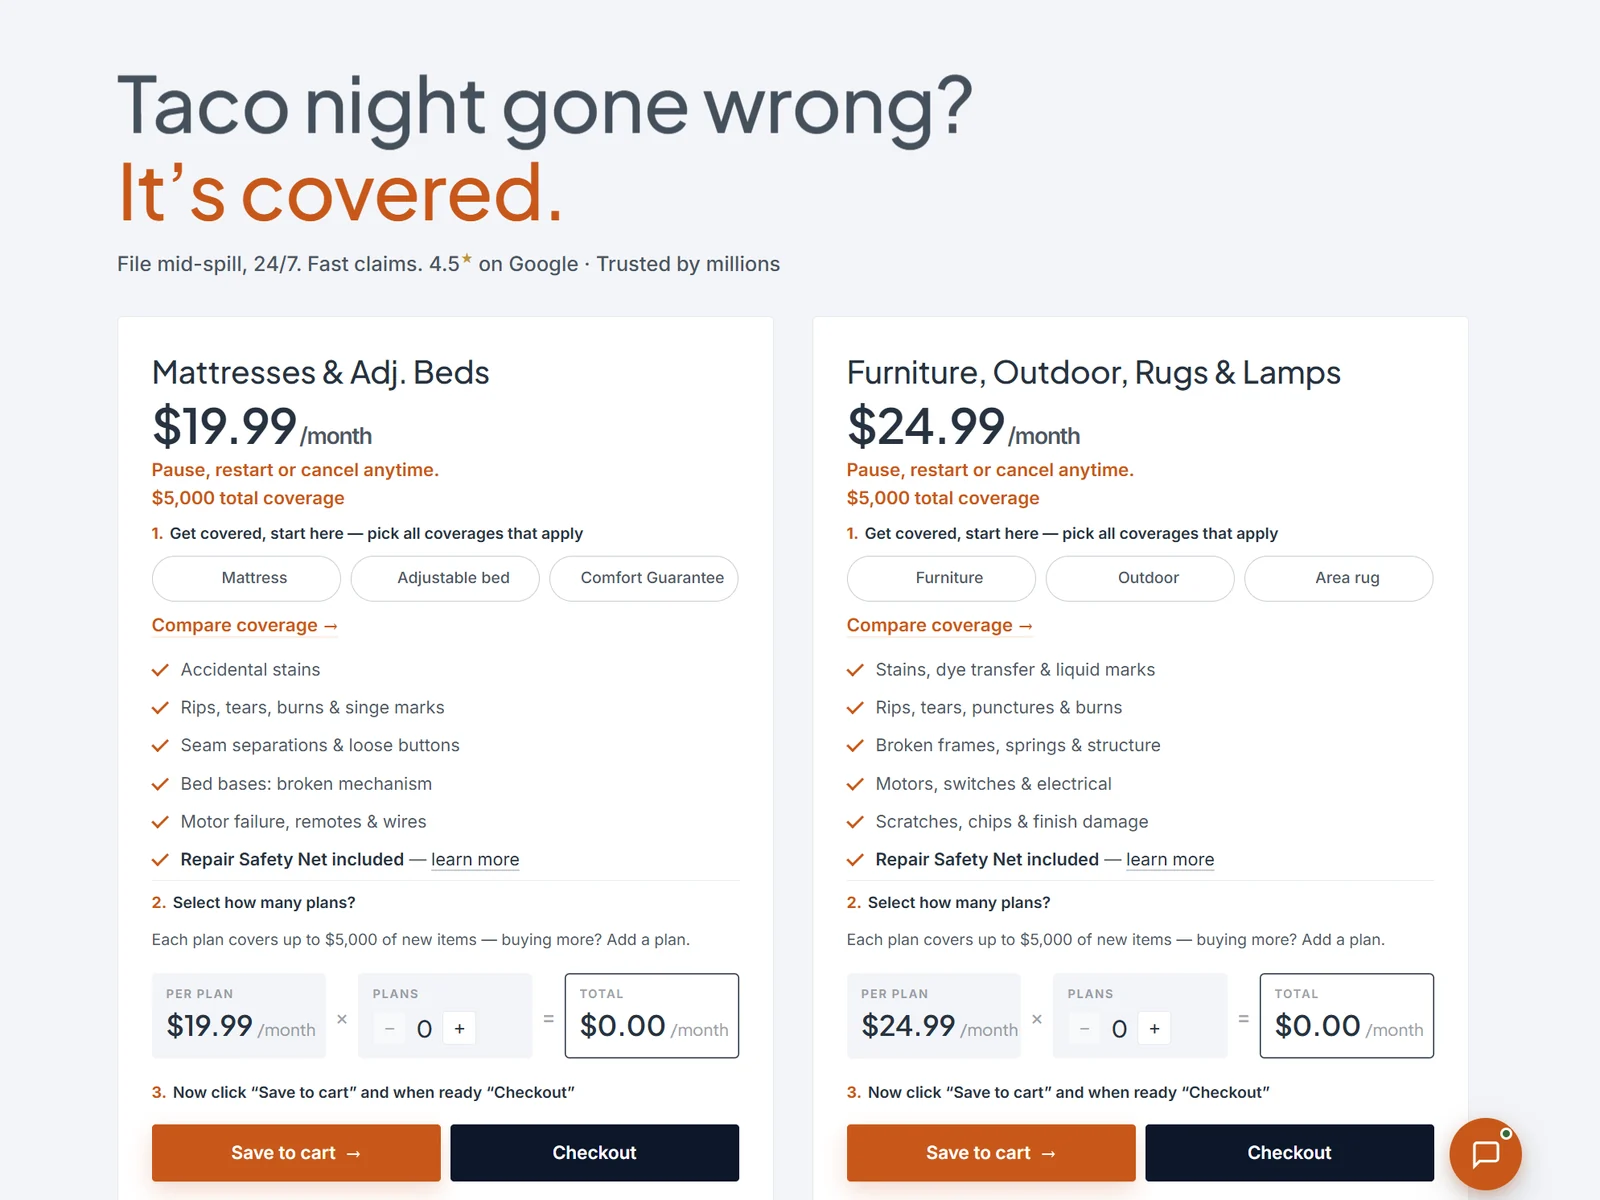 Taco night gone wrong?
It’s covered.
File mid-spill, 24/7. Fast claims. 4.5★ on Google · Trusted by millions
Mattresses & Adj. Beds
$19.99/month
Pause, restart or cancel anytime.
$5,000 total coverage
1. Get covered, start here — pick all coverages that apply
Mattress
Adjustable bed
Comfort Guarantee
Compare coverage →
Accidental stains
Rips, tears, burns & singe marks
Seam separations & loose buttons
Bed bases: broken mechanism
Motor failure, remotes & wires
Repair Safety Net included — learn more
2. Select how many plans?
Each plan covers up to $5,000 of new items — buying more? Add a plan.
PER PLAN
$19.99 /month
×
PLANS
− 0 +
=
TOTAL
$0.00 /month
3. Now click “Save to cart” and when ready “Checkout”
Save to cart →
Checkout
Furniture, Outdoor, Rugs & Lamps
$24.99/month
Pause, restart or cancel anytime.
$5,000 total coverage
1. Get covered, start here — pick all coverages that apply
Furniture
Outdoor
Area rug
Compare coverage →
Stains, dye transfer & liquid marks
Rips, tears, punctures & burns
Broken frames, springs & structure
Motors, switches & electrical
Scratches, chips & finish damage
Repair Safety Net included — learn more
2. Select how many plans?
Each plan covers up to $5,000 of new items — buying more? Add a plan.
PER PLAN
$24.99 /month
×
PLANS
− 0 +
=
TOTAL
$0.00 /month
3. Now click “Save to cart” and when ready “Checkout”
Save to cart →
Checkout